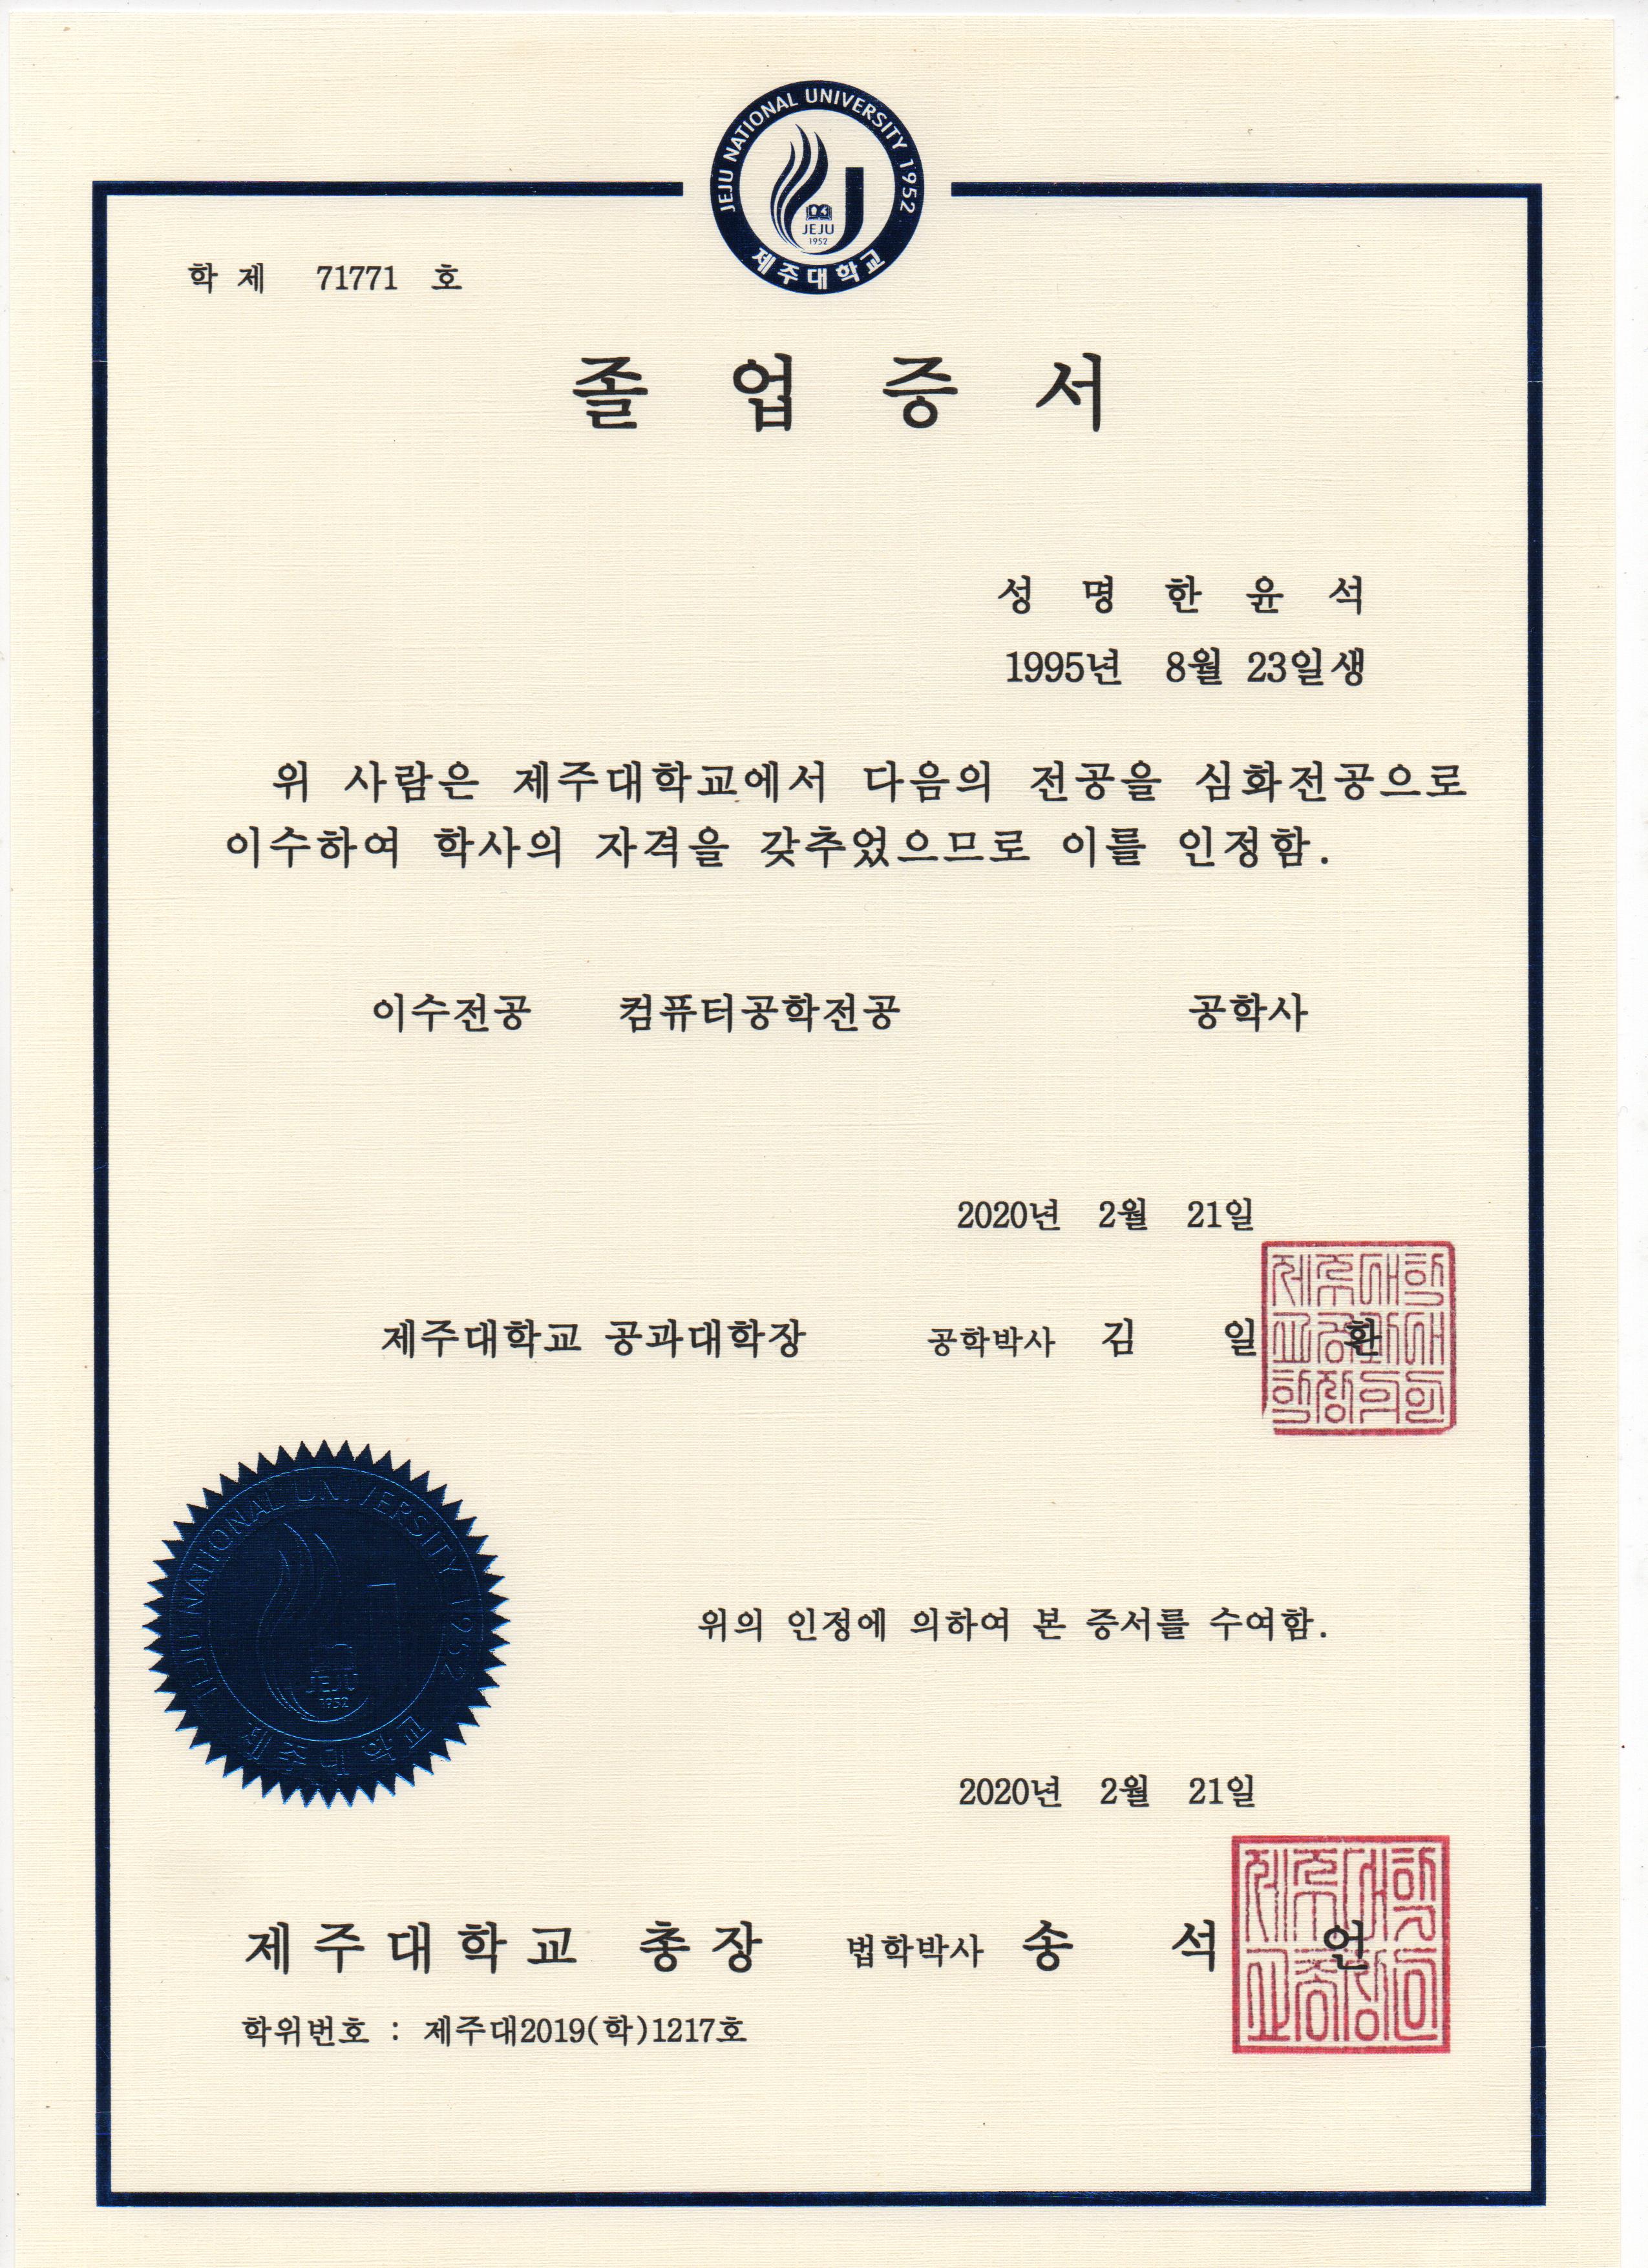 JEJU NATIONAL UNIVERSITY 1952
JEJU
1952
제주대학교
학 제 71771 호
졸 업 증 서
성 명 한 윤 석
1995년 8월 23일생
위 사람은 제주대학교에서 다음의 전공을 심화전공으로
이수하여 학사의 자격을 갖추었으므로 이를 인정함.
이수전공 컴퓨터공학전공 공학사
2020년 2월 21일
제주대학교 공과대학장 공학박사 김 일 환
제주대학
교공과대
학장의인
JEJU NATIONAL UNIVERSITY 1952
JEJU
1952
제주대학교
위의 인정에 의하여 본 증서를 수여함.
2020년 2월 21일
제주대학교 총장 법학박사 송 석 언
제주대학
교총장인
학위번호 : 제주대2019(학)1217호